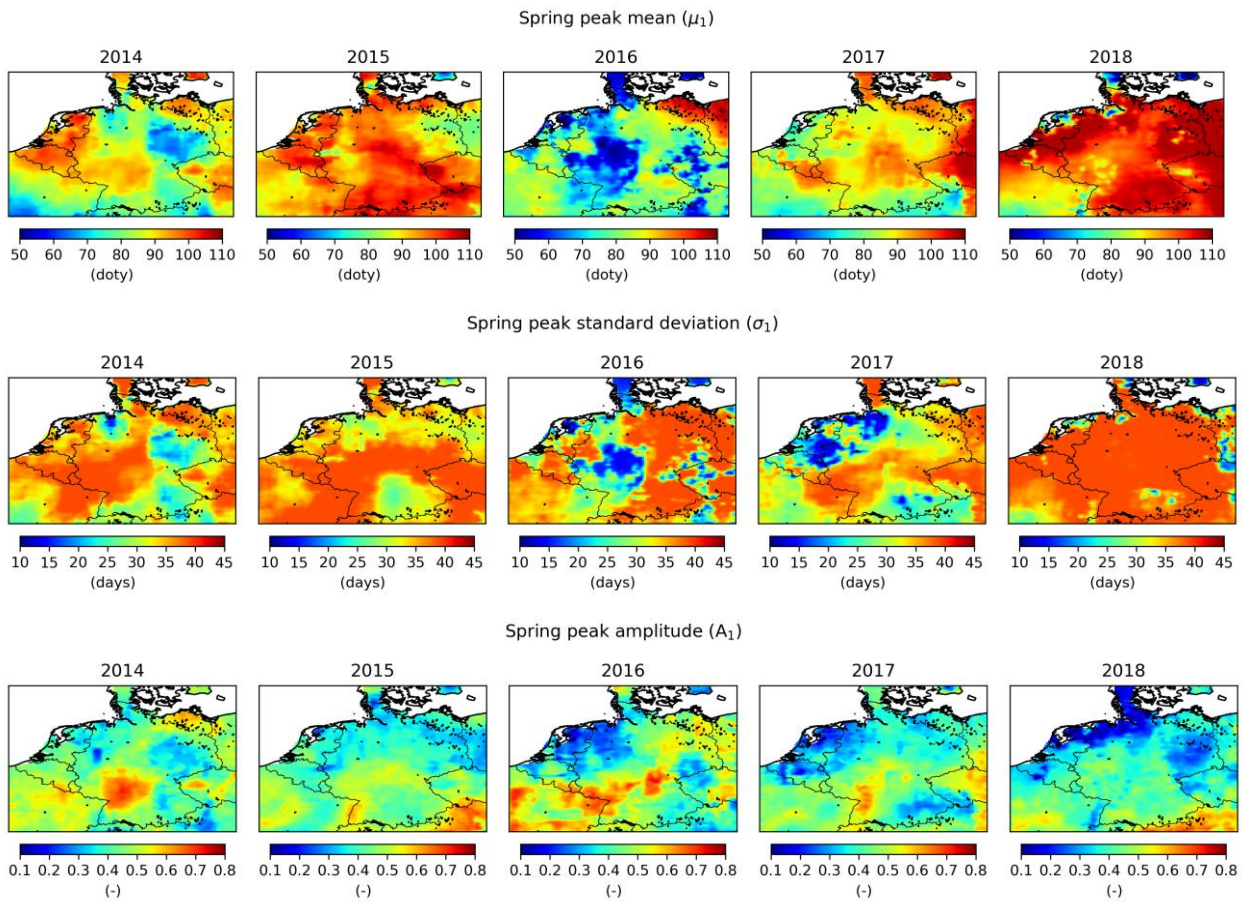 Spring peak mean (μ₁)
2014 2015 2016 2017 2018
50 60 70 80 90 100 110 50 60 70 80 90 100 110 50 60 70 80 90 100 110 50 60 70 80 90 100 110 50 60 70 80 90 100 110
(doty) (doty) (doty) (doty) (doty)
Spring peak standard deviation (σ₁)
2014 2015 2016 2017 2018
10 15 20 25 30 35 40 45 10 15 20 25 30 35 40 45 10 15 20 25 30 35 40 45 10 15 20 25 30 35 40 45 10 15 20 25 30 35 40 45
(days) (days) (days) (days) (days)
Spring peak amplitude (A₁)
2014 2015 2016 2017 2018
0.1 0.2 0.3 0.4 0.5 0.6 0.7 0.8 0.1 0.2 0.3 0.4 0.5 0.6 0.7 0.8 0.1 0.2 0.3 0.4 0.5 0.6 0.7 0.8 0.1 0.2 0.3 0.4 0.5 0.6 0.7 0.8 0.1 0.2 0.3 0.4 0.5 0.6 0.7 0.8
(-) (-) (-) (-) (-)